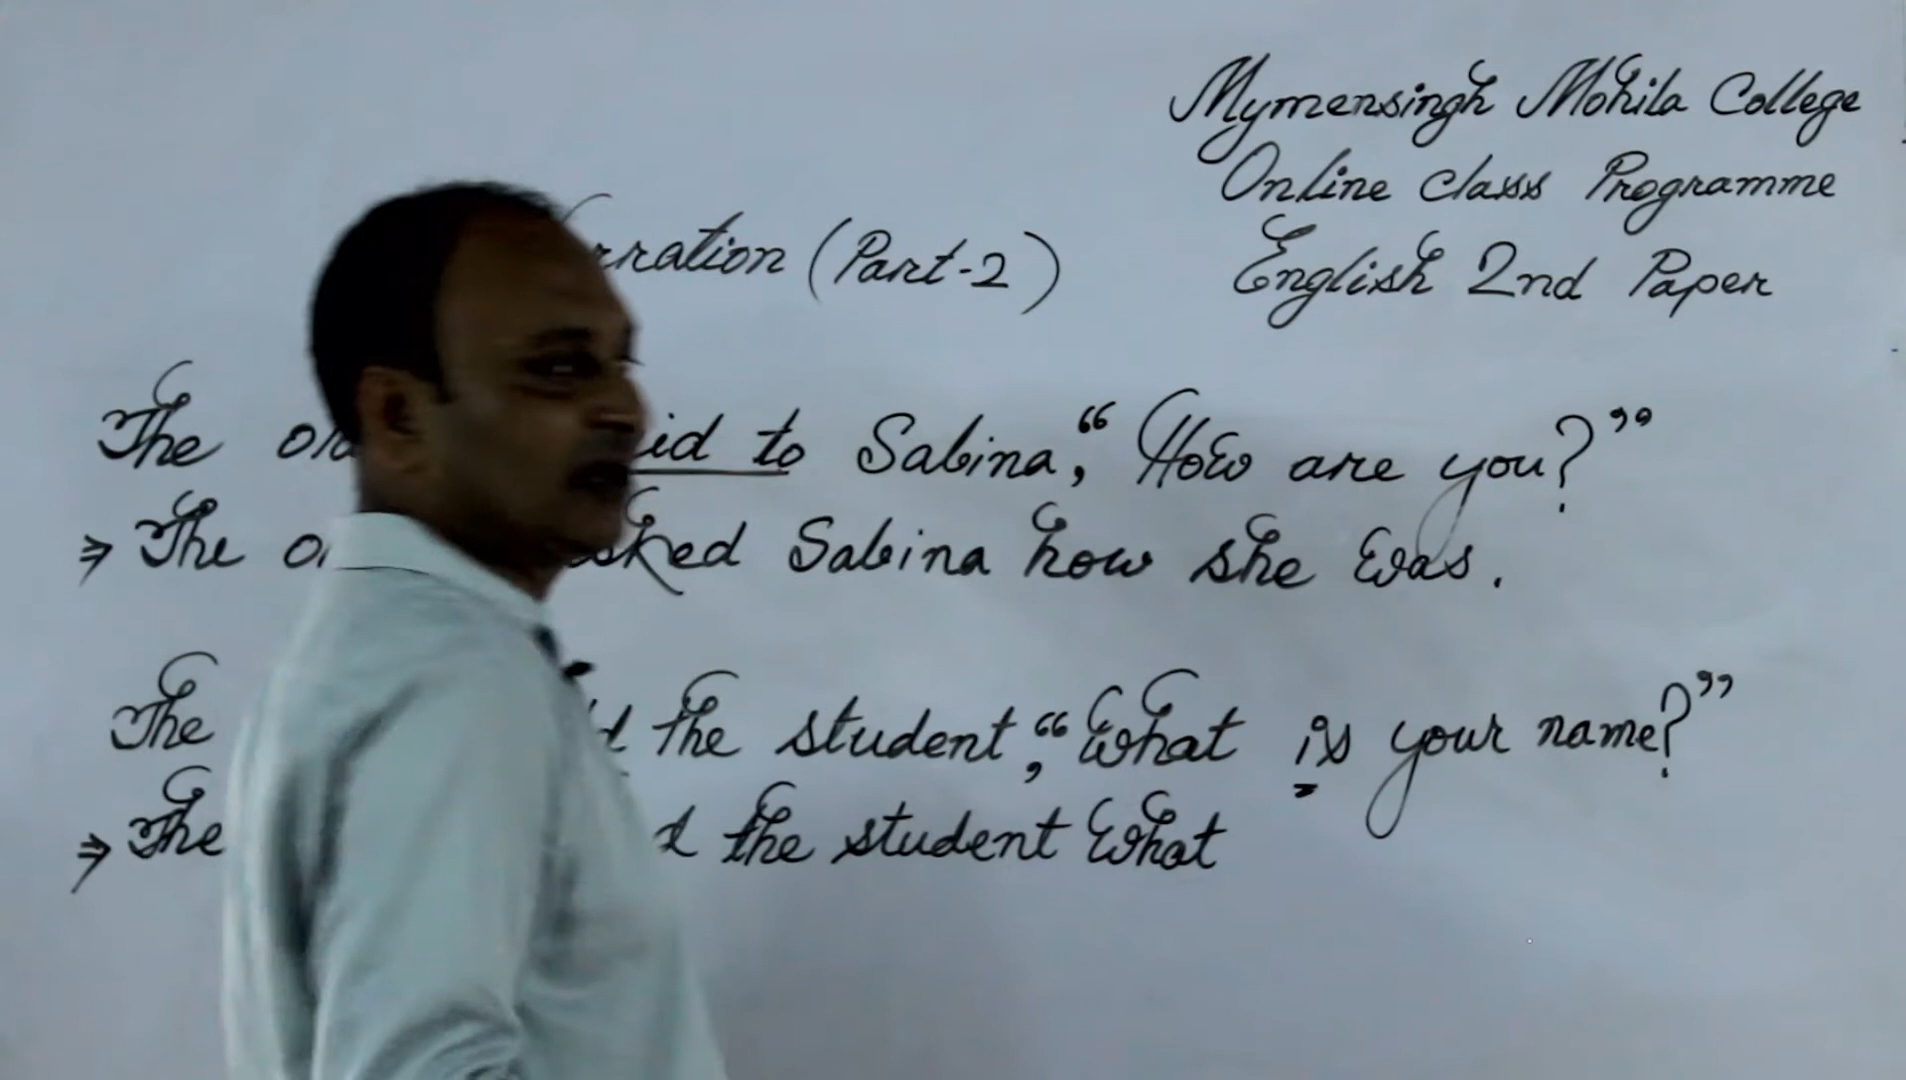 Mymensingh Mohila College
Online class Programme
English 2nd Paper
rration (Part-2)
The id to Sabina, "How are you?"
⇒ The asked Sabina how she was.
The the student, "What is your name?"
⇒ The the student what